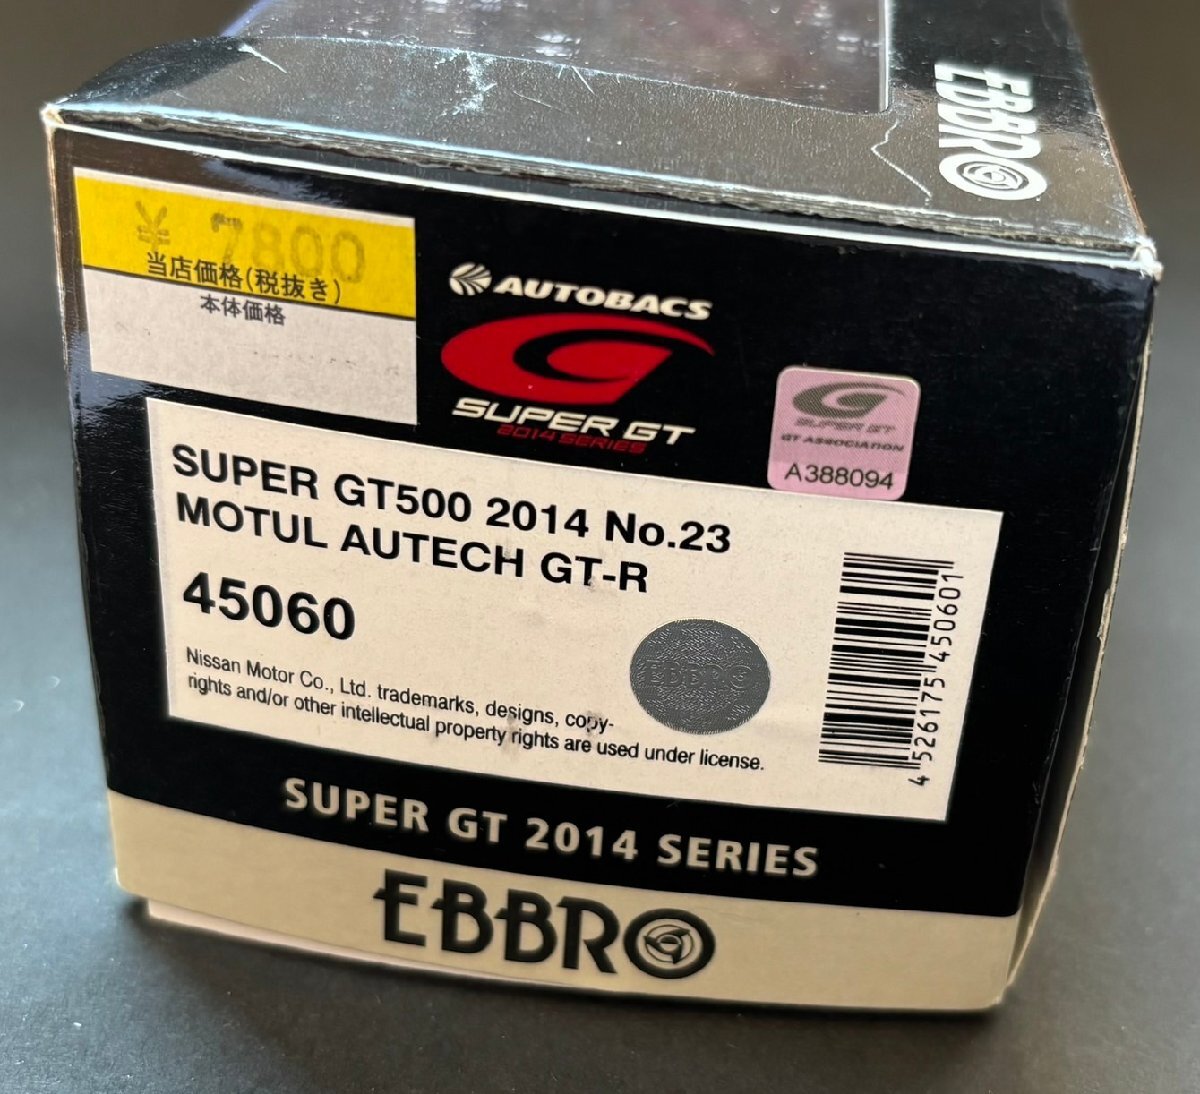 EBBRO
¥ 7800
当店価格(税抜き)
本体価格
AUTOBACS
SUPER GT
2014 SERIES
SUPER GT
GT ASSOCIATION
A388094
SUPER GT500 2014 No.23
MOTUL AUTECH GT-R
45060
Nissan Motor Co., Ltd. trademarks, designs, copy-
rights and/or other intellectual property rights are used under license.
EBBRO
4 526175 450601
SUPER GT 2014 SERIES
EBBRO